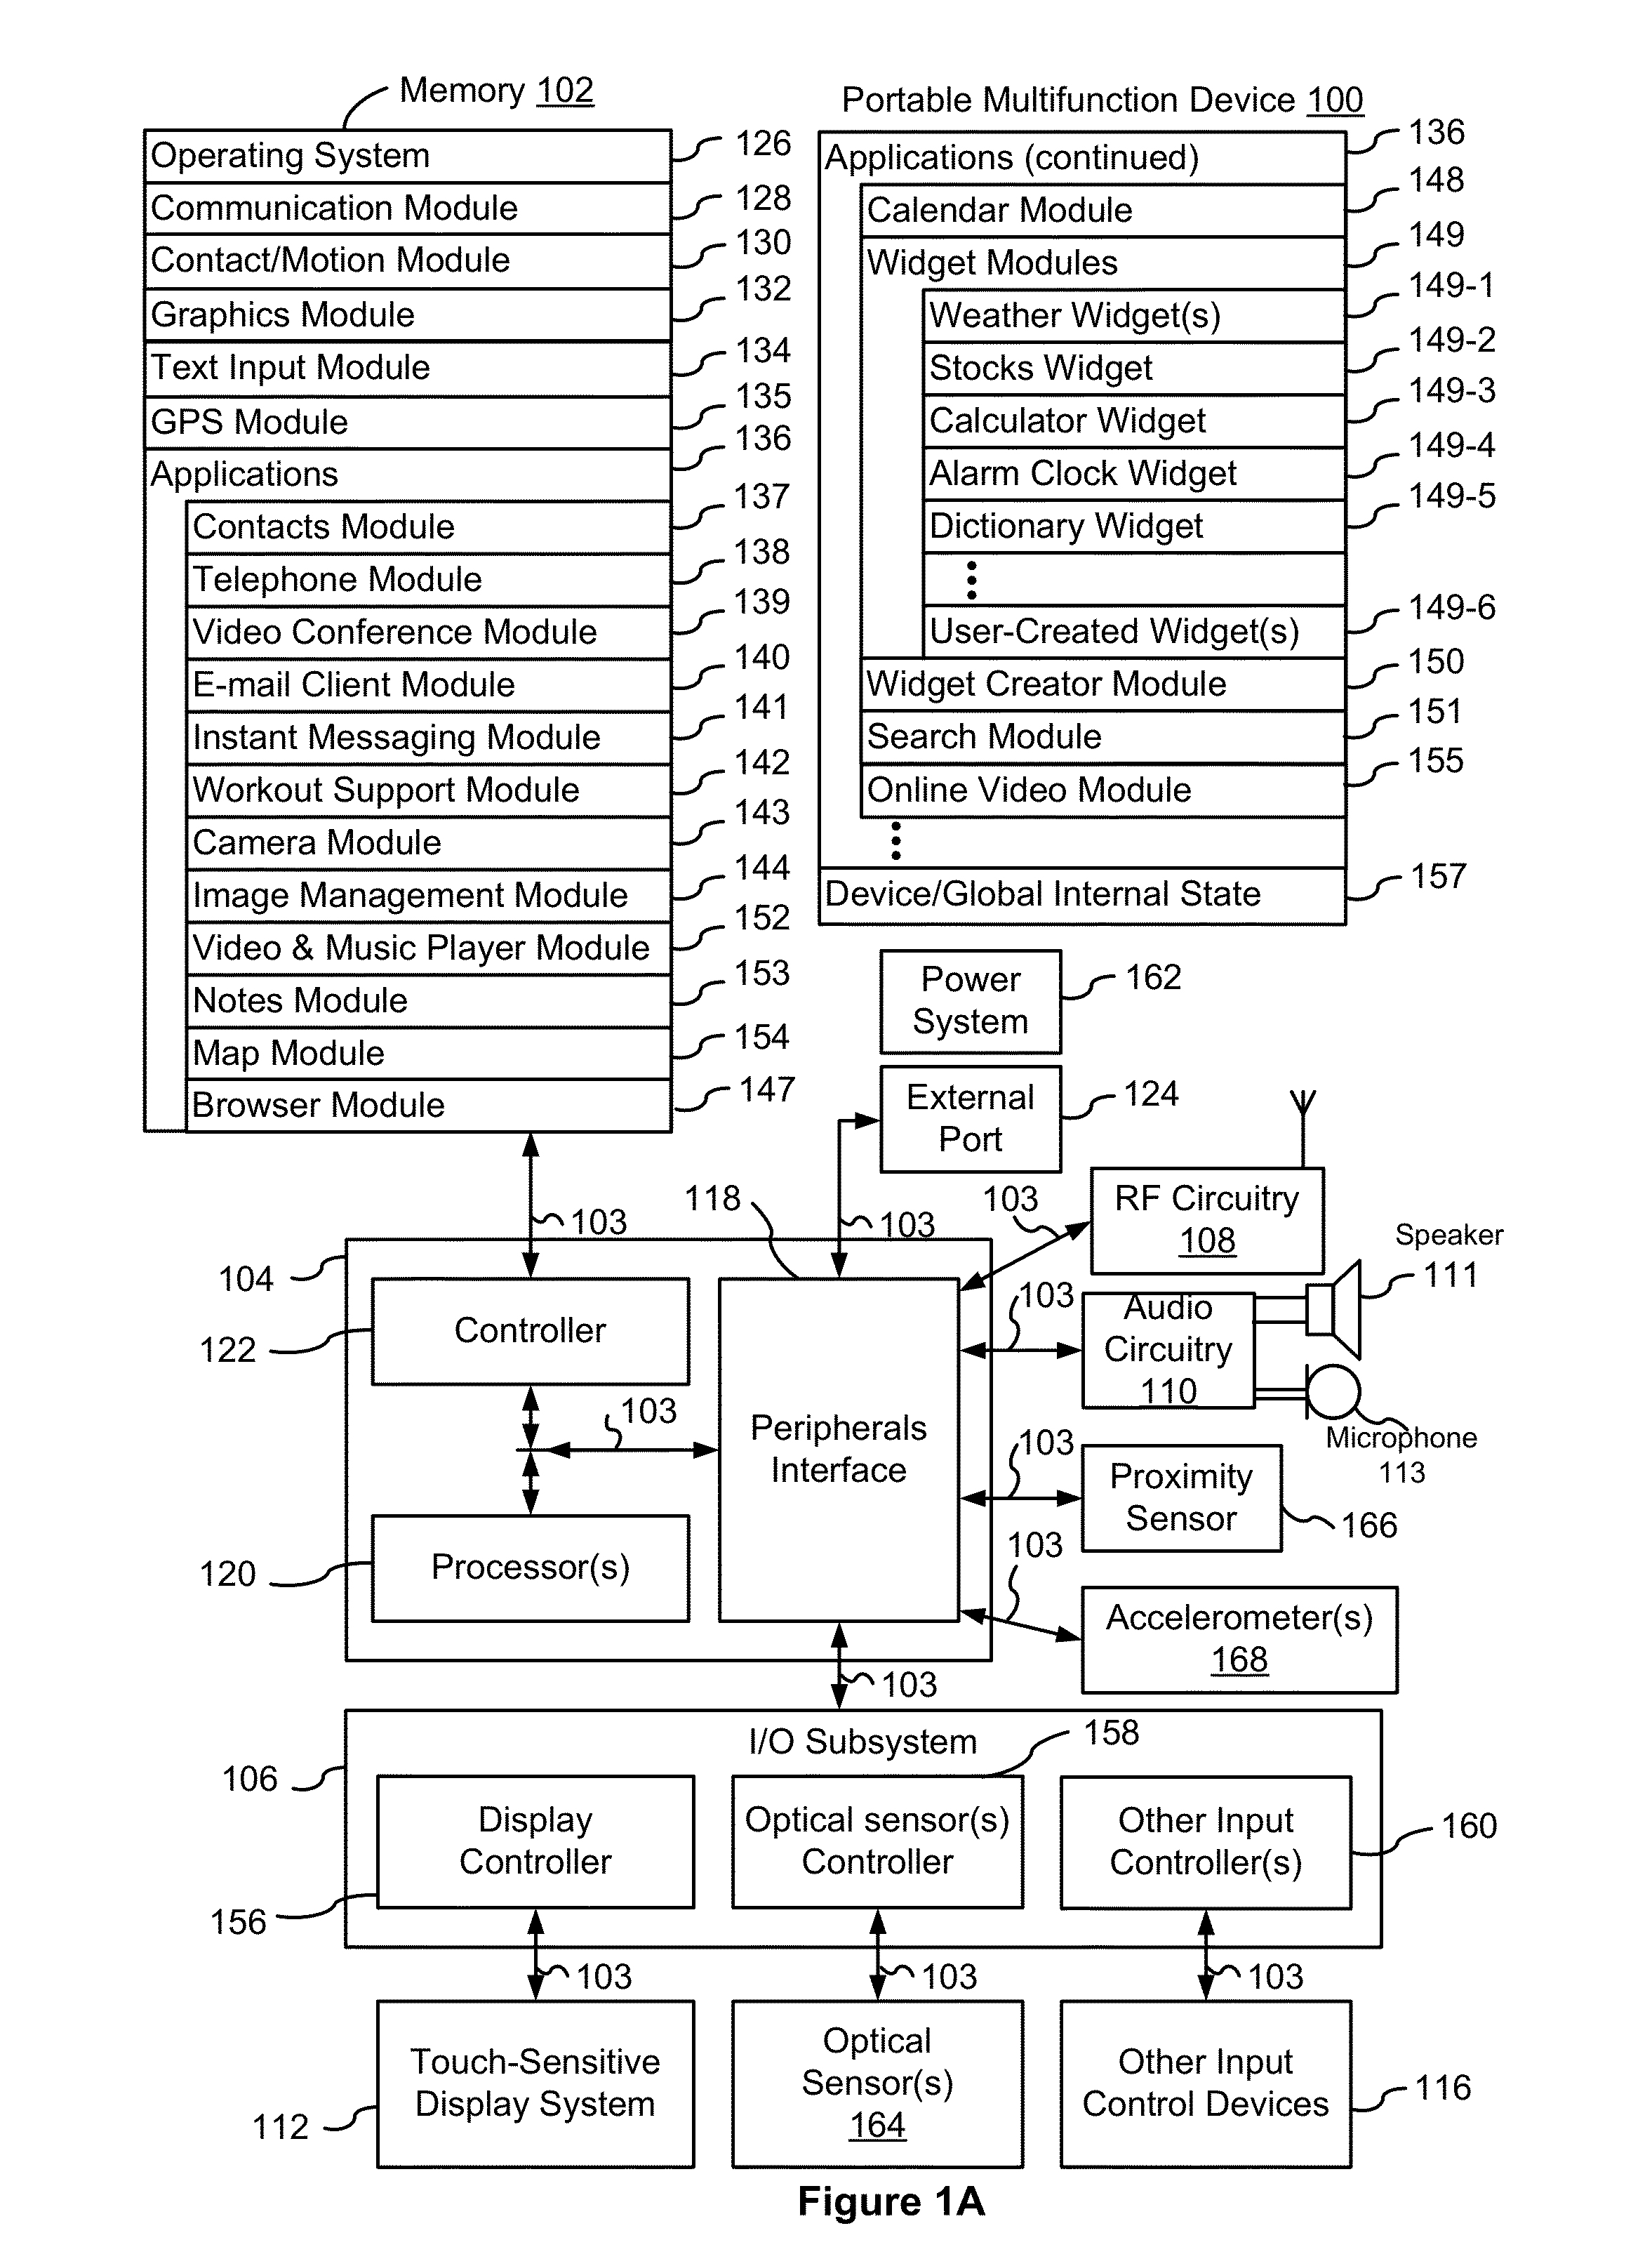 Memory 102
Operating System 126
Communication Module 128
Contact/Motion Module 130
Graphics Module 132
Text Input Module 134
GPS Module 135
Applications 136
Contacts Module 137
Telephone Module 138
Video Conference Module 139
E-mail Client Module 140
Instant Messaging Module 141
Workout Support Module 142
Camera Module 143
Image Management Module 144
Video & Music Player Module 152
Notes Module 153
Map Module 154
Browser Module 147
Portable Multifunction Device 100
Applications (continued) 136
Calendar Module 148
Widget Modules 149
Weather Widget(s) 149-1
Stocks Widget 149-2
Calculator Widget 149-3
Alarm Clock Widget 149-4
Dictionary Widget 149-5
User-Created Widget(s) 149-6
Widget Creator Module 150
Search Module 151
Online Video Module 155
Device/Global Internal State 157
Power
System
162
External
Port
124
103
118
103
103
RF Circuitry
108
Speaker
111
104
Controller
122
103
Audio
Circuitry
110
Microphone
113
103
Peripherals
Interface
103
Proximity
Sensor
166
Processor(s)
120
103
Accelerometer(s)
168
103
I/O Subsystem
106
158
Display
Controller
156
Optical sensor(s)
Controller
Other Input
Controller(s)
160
103
103
103
Touch-Sensitive
Display System
112
Optical
Sensor(s)
164
Other Input
Control Devices
116
Figure 1A